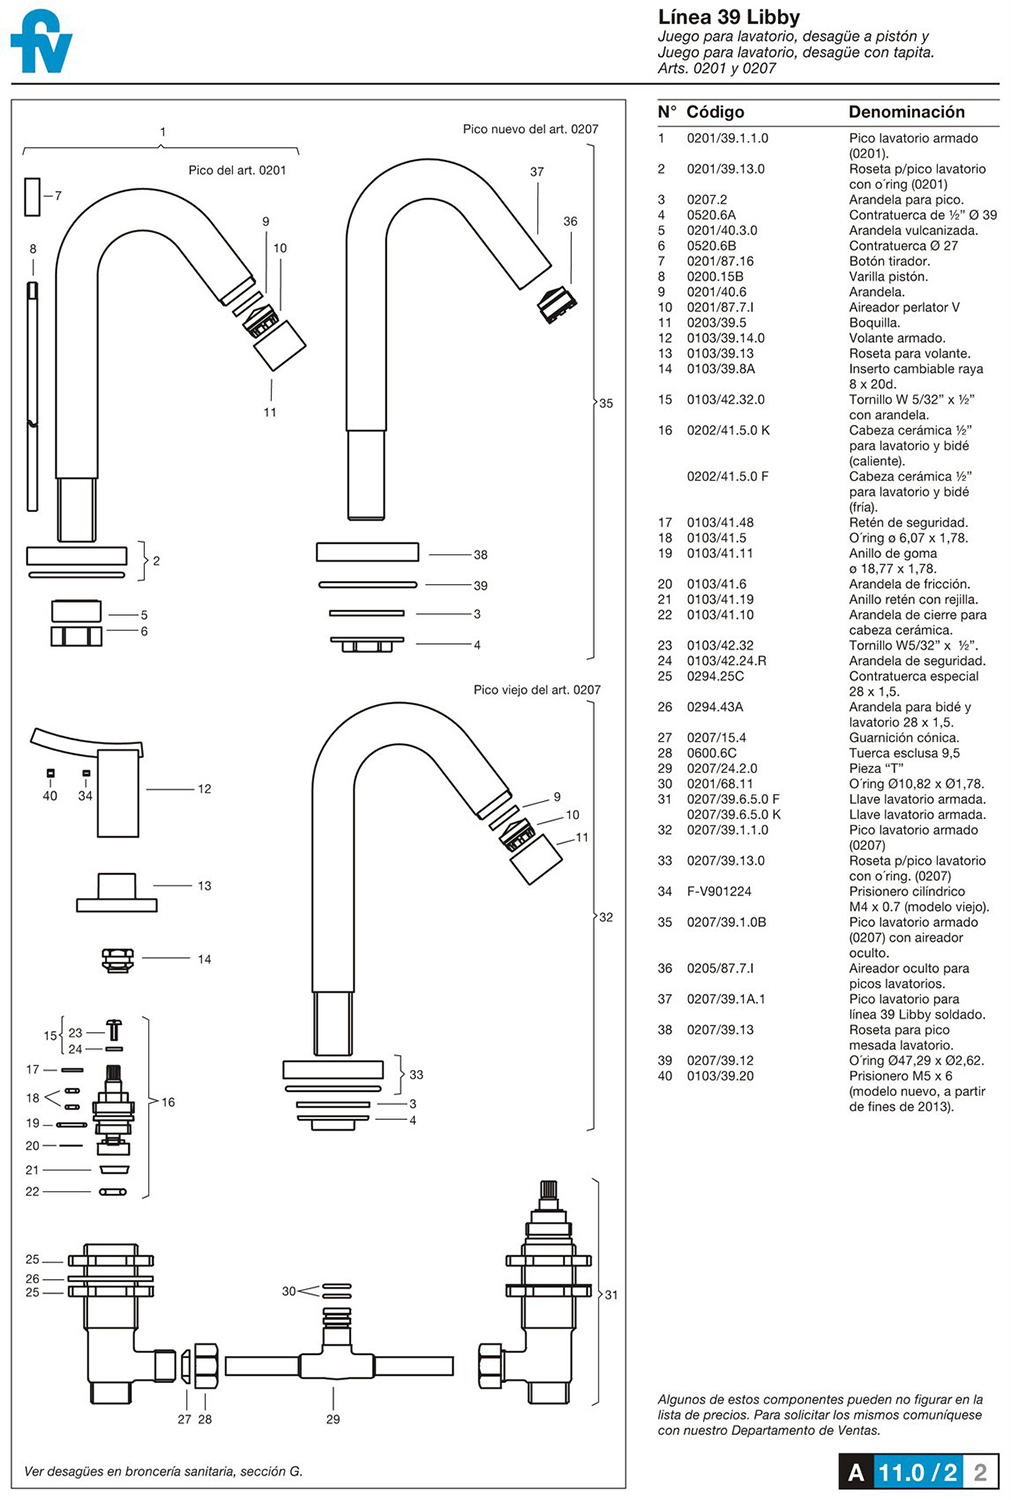 fv
Línea 39 Libby
Juego para lavatorio, desagüe a pistón y
Juego para lavatorio, desagüe con tapita.
Arts. 0201 y 0207
1
Pico del art. 0201
7
8
9
10
11
2
5
6
Pico nuevo del art. 0207
37
36
35
38
39
3
4
Pico viejo del art. 0207
9
10
11
32
33
3
4
40
34
12
13
14
15
23
24
17
18
19
20
21
22
16
25
26
25
27
28
29
30
31
Ver desagües en broncería sanitaria, sección G.
N° Código Denominación
1 0201/39.1.1.0 Pico lavatorio armado
(0201).
2 0201/39.13.0 Roseta p/pico lavatorio
con o´ring (0201)
3 0207.2 Arandela para pico.
4 0520.6A Contratuerca de ½” Ø 39
5 0201/40.3.0 Arandela vulcanizada.
6 0520.6B Contratuerca Ø 27
7 0201/87.16 Botón tirador.
8 0200.15B Varilla pistón.
9 0201/40.6 Arandela.
10 0201/87.7.I Aireador perlator V
11 0203/39.5 Boquilla.
12 0103/39.14.0 Volante armado.
13 0103/39.13 Roseta para volante.
14 0103/39.8A Inserto cambiable raya
8 x 20d.
15 0103/42.32.0 Tornillo W 5/32” x ½”
con arandela.
16 0202/41.5.0 K Cabeza cerámica ½”
para lavatorio y bidé
(caliente).
0202/41.5.0 F Cabeza cerámica ½”
para lavatorio y bidé
(fría).
17 0103/41.48 Retén de seguridad.
18 0103/41.5 O´ring ø 6,07 x 1,78.
19 0103/41.11 Anillo de goma
ø 18,77 x 1,78.
20 0103/41.6 Arandela de fricción.
21 0103/41.19 Anillo retén con rejilla.
22 0103/41.10 Arandela de cierre para
cabeza cerámica.
23 0103/42.32 Tornillo W5/32” x ½”.
24 0103/42.24.R Arandela de seguridad.
25 0294.25C Contratuerca especial
28 x 1,5.
26 0294.43A Arandela para bidé y
lavatorio 28 x 1,5.
27 0207/15.4 Guarnición cónica.
28 0600.6C Tuerca esclusa 9,5
29 0207/24.2.0 Pieza “T”
30 0201/68.11 O´ring Ø10,82 x Ø1,78.
31 0207/39.6.5.0 F Llave lavatorio armada.
0207/39.6.5.0 K Llave lavatorio armada.
32 0207/39.1.1.0 Pico lavatorio armado
(0207)
33 0207/39.13.0 Roseta p/pico lavatorio
con o´ring. (0207)
34 F-V901224 Prisionero cilíndrico
M4 x 0.7 (modelo viejo).
35 0207/39.1.0B Pico lavatorio armado
(0207) con aireador
oculto.
36 0205/87.7.I Aireador oculto para
picos lavatorios.
37 0207/39.1A.1 Pico lavatorio para
línea 39 Libby soldado.
38 0207/39.13 Roseta para pico
mesada lavatorio.
39 0207/39.12 O´ring Ø47,29 x Ø2,62.
40 0103/39.20 Prisionero M5 x 6
(modelo nuevo, a partir
de fines de 2013).
Algunos de estos componentes pueden no figurar en la
lista de precios. Para solicitar los mismos comuníquese
con nuestro Departamento de Ventas.
A 11.0 / 2 2